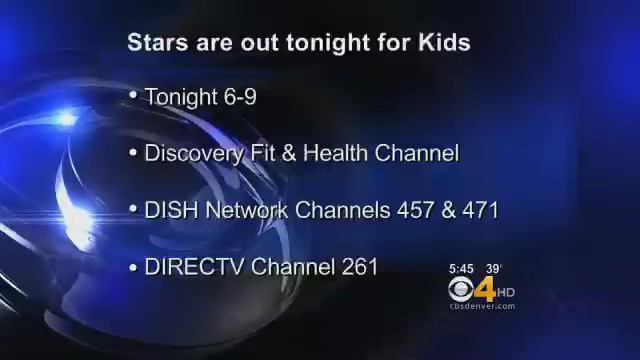 Stars are out tonight for Kids
• Tonight 6-9
• Discovery Fit & Health Channel
• DISH Network Channels 457 & 471
• DIRECTV Channel 261
5:45 39°
4 HD
cbsdenver.com